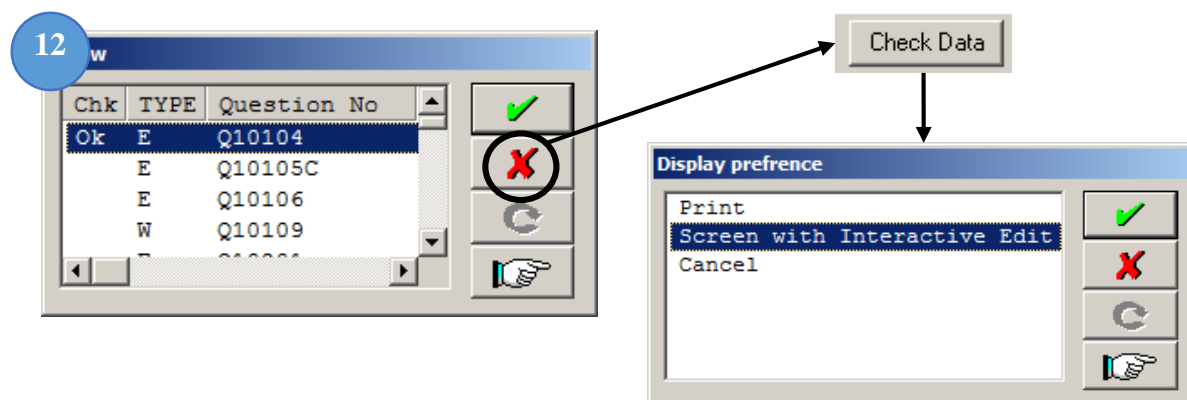 12
w
Chk TYPE Question No
Ok E Q10104
E Q10105C
E Q10106
W Q10109
Check Data
Display prefrence
Print
Screen with Interactive Edit
Cancel